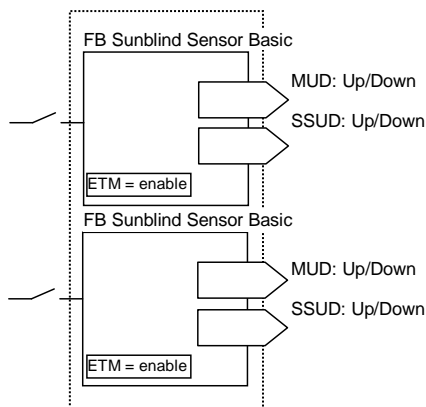 FB Sunblind Sensor Basic
MUD: Up/Down
SSUD: Up/Down
ETM = enable
FB Sunblind Sensor Basic
MUD: Up/Down
SSUD: Up/Down
ETM = enable